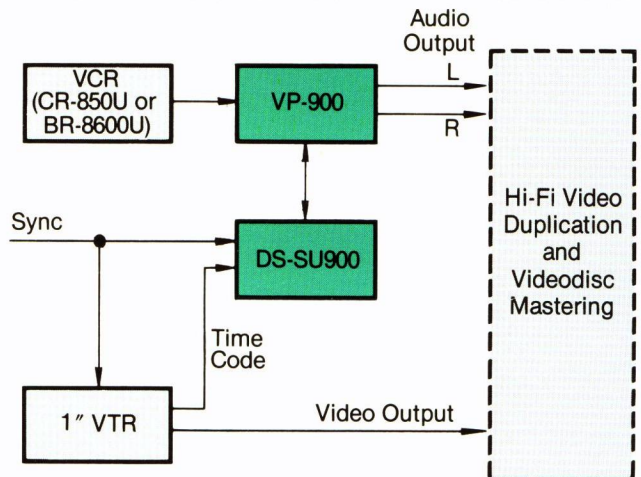 Audio
Output
L
R
VCR
(CR-850U or
BR-8600U)
VP-900
Sync
DS-SU900
Time
Code
1″ VTR
Video Output
Hi-Fi Video
Duplication
and
Videodisc
Mastering